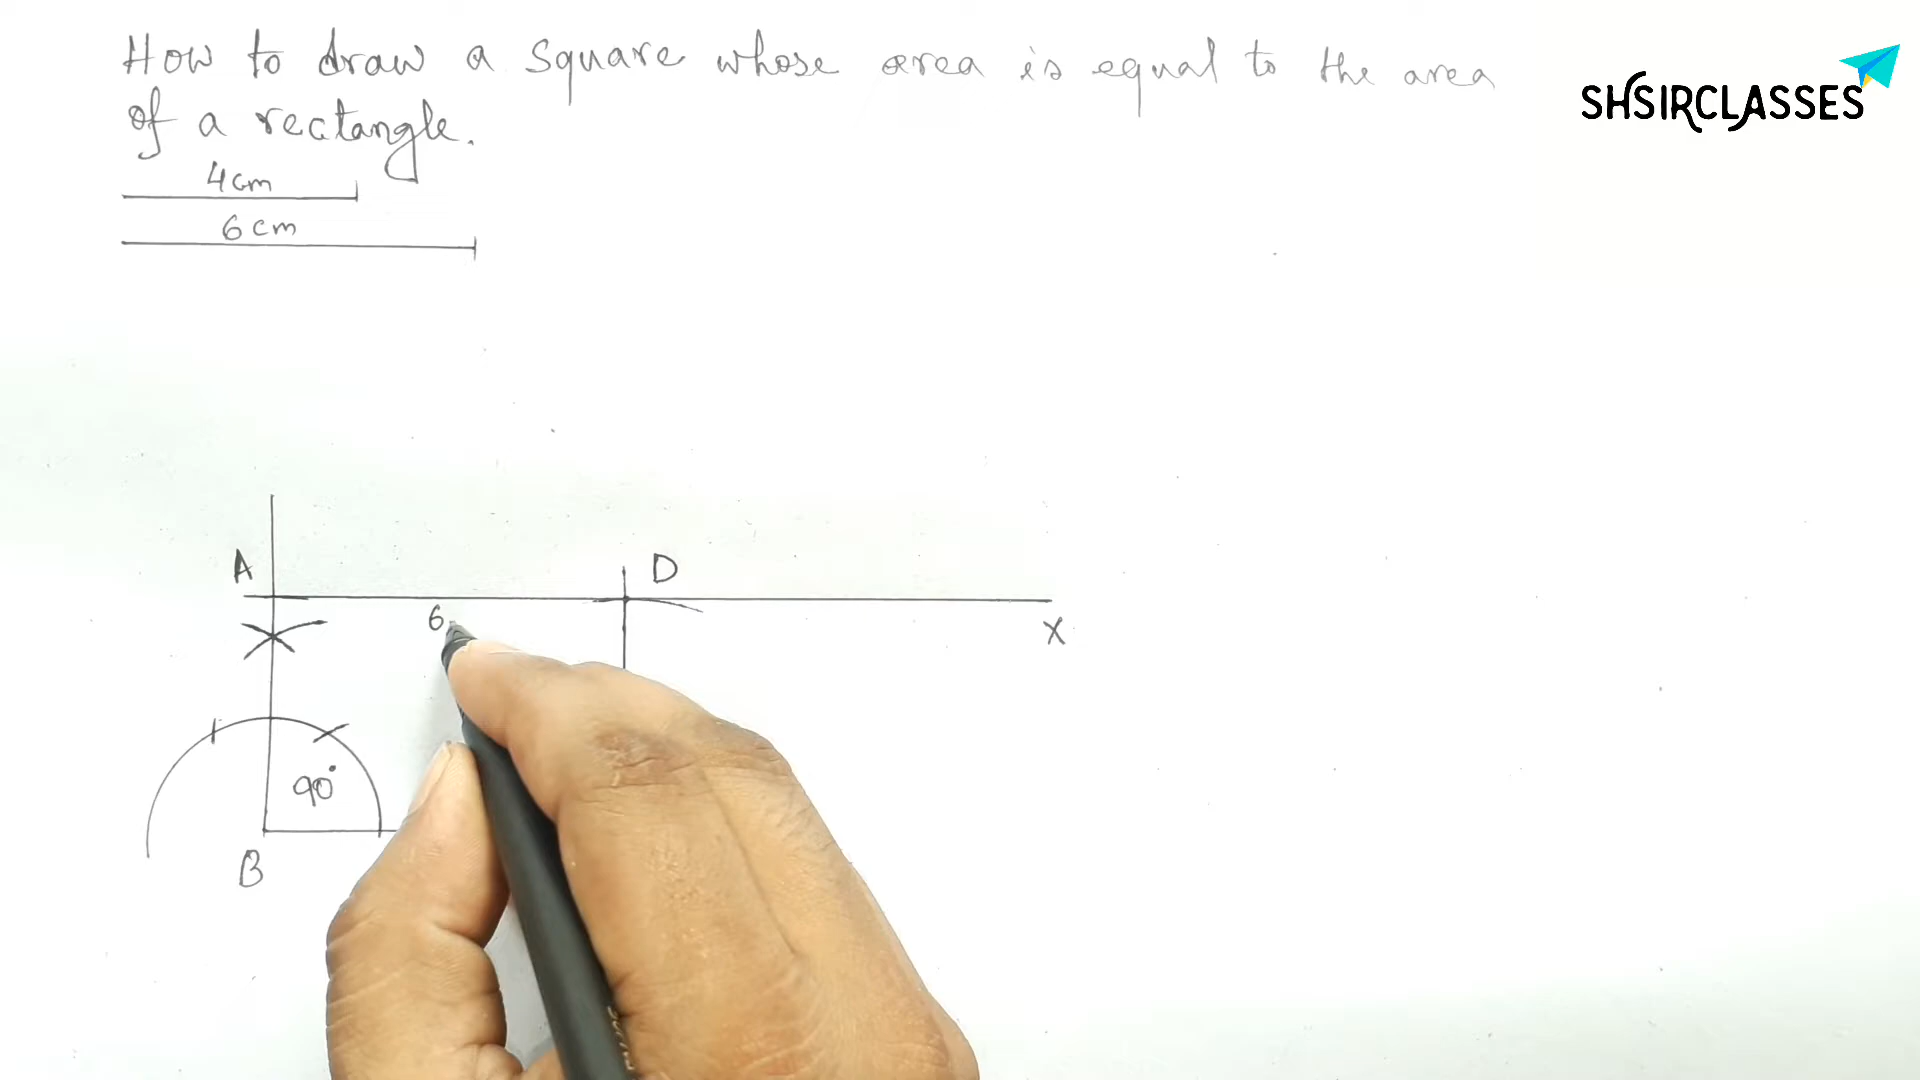 How to draw a square whose area is equal to the area
SHSIRCLASSES
of a rectangle.
4cm
6cm
A
D
6
X
90°
B